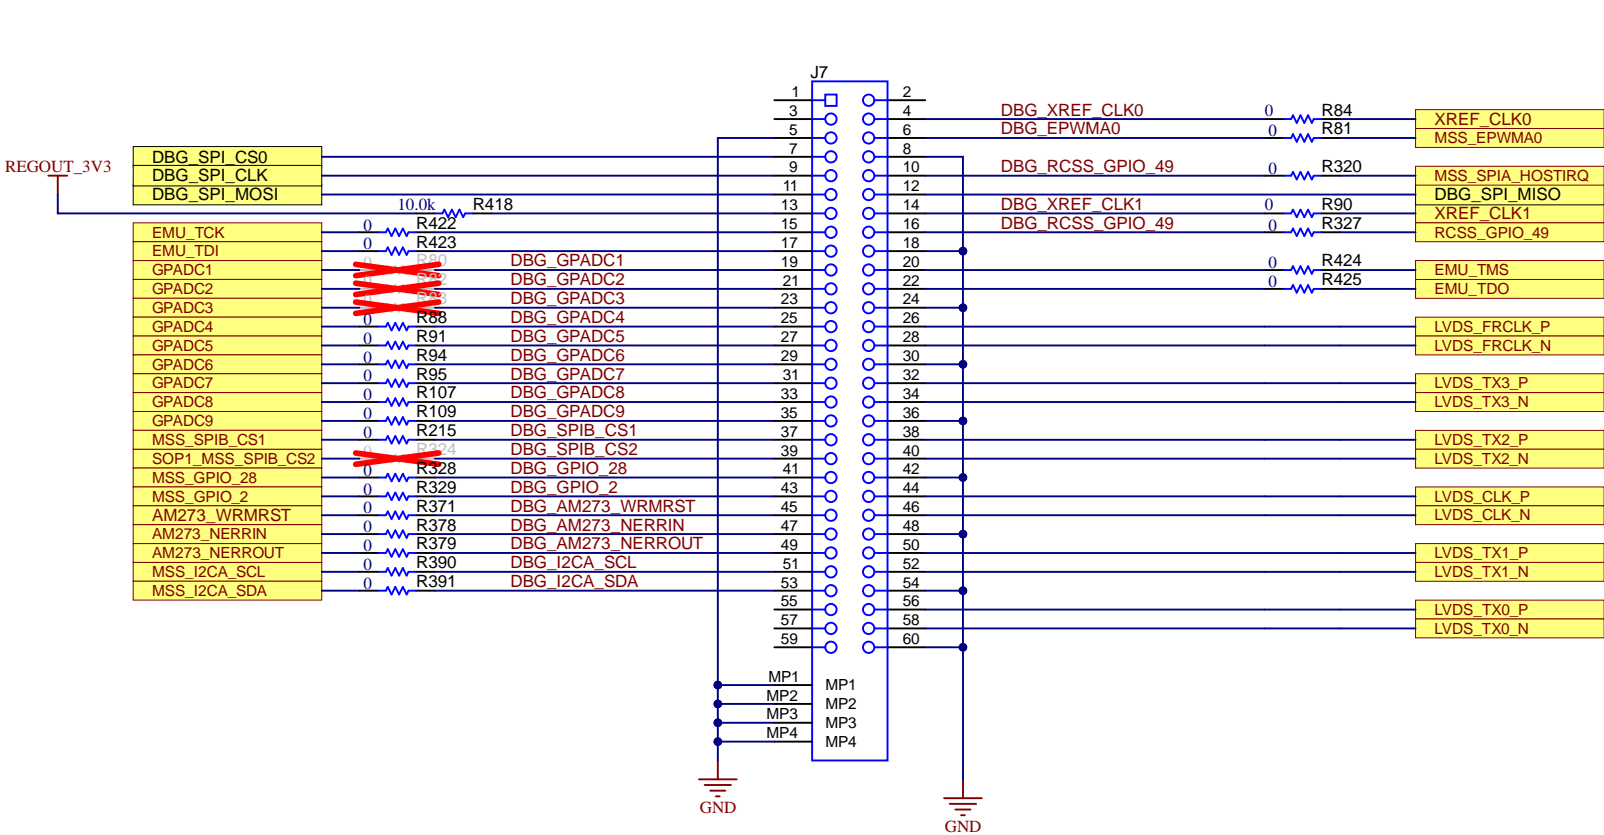 J7
1 2
3 4 DBG_XREF_CLK0 0 R84 XREF_CLK0
5 6 DBG_EPWMA0 0 R81 MSS_EPWMA0
DBG_SPI_CS0 7 8
REGOUT_3V3
DBG_SPI_CLK 9 10 DBG_RCSS_GPIO_49 0 R320 MSS_SPIA_HOSTIRQ
DBG_SPI_MOSI 11 12 DBG_SPI_MISO
10.0k R418 13 14 DBG_XREF_CLK1 0 R90 XREF_CLK1
EMU_TCK 0 R422 15 16 DBG_RCSS_GPIO_49 0 R327 RCSS_GPIO_49
EMU_TDI 0 R423 17 18
GPADC1 R80 DBG_GPADC1 19 20 0 R424 EMU_TMS
GPADC2 DBG_GPADC2 21 22 0 R425 EMU_TDO
GPADC3 DBG_GPADC3 23 24
GPADC4 0 R88 DBG_GPADC4 25 26 LVDS_FRCLK_P
GPADC5 0 R91 DBG_GPADC5 27 28 LVDS_FRCLK_N
GPADC6 0 R94 DBG_GPADC6 29 30
GPADC7 0 R95 DBG_GPADC7 31 32 LVDS_TX3_P
GPADC8 0 R107 DBG_GPADC8 33 34 LVDS_TX3_N
GPADC9 0 R109 DBG_GPADC9 35 36
MSS_SPIB_CS1 0 R215 DBG_SPIB_CS1 37 38 LVDS_TX2_P
SOP1_MSS_SPIB_CS2 R324 DBG_SPIB_CS2 39 40 LVDS_TX2_N
MSS_GPIO_28 0 R328 DBG_GPIO_28 41 42
MSS_GPIO_2 0 R329 DBG_GPIO_2 43 44 LVDS_CLK_P
AM273_WRMRST 0 R371 DBG_AM273_WRMRST 45 46 LVDS_CLK_N
AM273_NERRIN 0 R378 DBG_AM273_NERRIN 47 48
AM273_NERROUT 0 R379 DBG_AM273_NERROUT 49 50 LVDS_TX1_P
MSS_I2CA_SCL 0 R390 DBG_I2CA_SCL 51 52 LVDS_TX1_N
MSS_I2CA_SDA 0 R391 DBG_I2CA_SDA 53 54
55 56 LVDS_TX0_P
57 58 LVDS_TX0_N
59 60
MP1 MP1
MP2 MP2
MP3 MP3
MP4 MP4
GND
GND